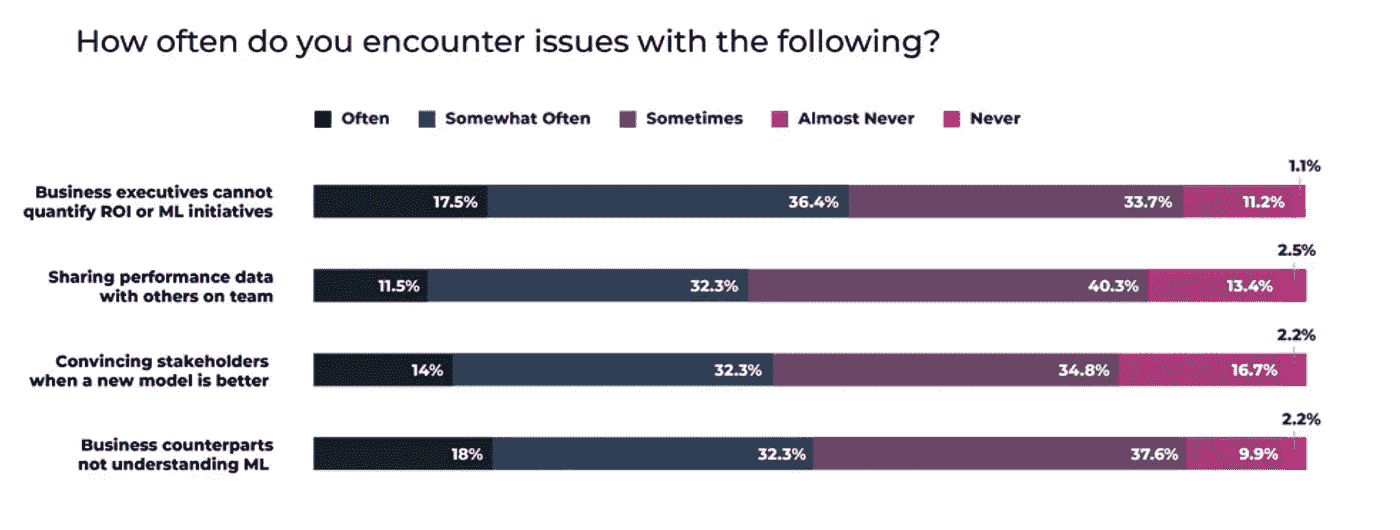 How often do you encounter issues with the following?
Often Somewhat Often Sometimes Almost Never Never
1.1%
Business executives cannot
quantify ROI or ML initiatives
17.5% 36.4% 33.7% 11.2%
2.5%
Sharing performance data
with others on team
11.5% 32.3% 40.3% 13.4%
2.2%
Convincing stakeholders
when a new model is better
14% 32.3% 34.8% 16.7%
2.2%
Business counterparts
not understanding ML
18% 32.3% 37.6% 9.9%